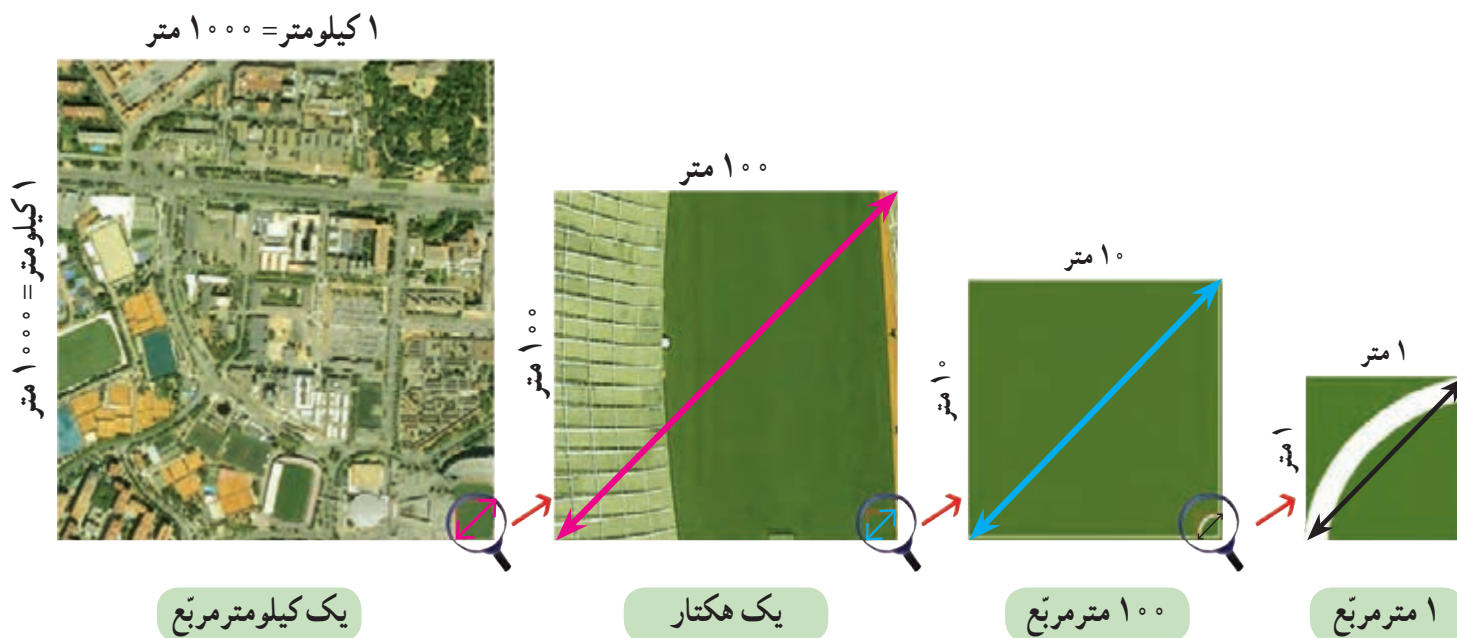 ۱ کیلومتر = ۱۰۰۰ متر
۱ کیلومتر = ۱۰۰۰ متر
۱۰۰ متر
۱۰۰ متر
۱۰ متر
۱۰ متر
۱ متر
۱ متر
یک کیلومترمربّع
یک هکتار
۱۰۰ مترمربّع
۱ مترمربّع